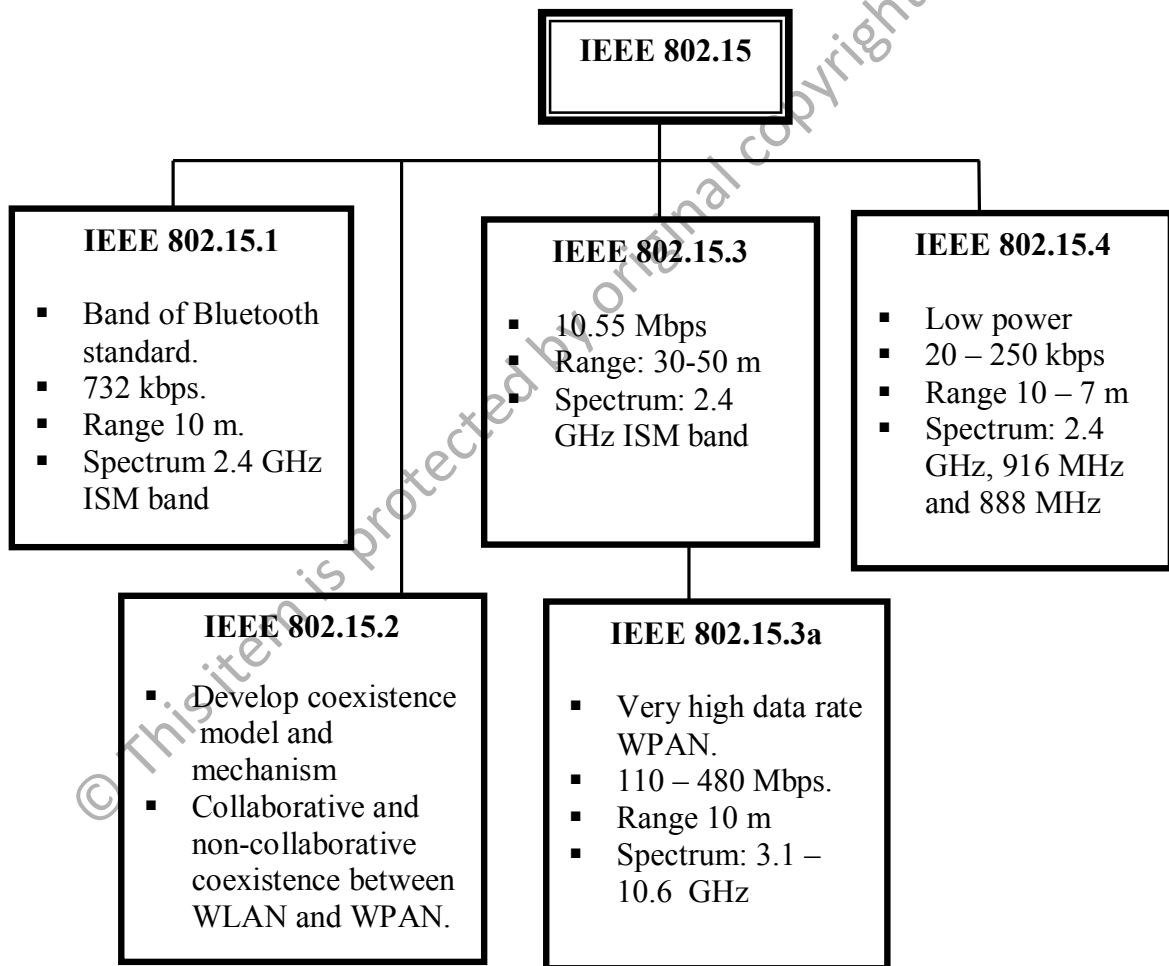 IEEE 802.15
IEEE 802.15.1
▪ Band of Bluetooth
standard.
▪ 732 kbps.
▪ Range 10 m.
▪ Spectrum 2.4 GHz
ISM band
IEEE 802.15.3
▪ 10.55 Mbps
▪ Range: 30-50 m
▪ Spectrum: 2.4
GHz ISM band
IEEE 802.15.4
▪ Low power
▪ 20 – 250 kbps
▪ Range 10 – 7 m
▪ Spectrum: 2.4
GHz, 916 MHz
and 888 MHz
IEEE 802.15.2
▪ Develop coexistence
model and
mechanism
▪ Collaborative and
non-collaborative
coexistence between
WLAN and WPAN.
IEEE 802.15.3a
▪ Very high data rate
WPAN.
▪ 110 – 480 Mbps.
▪ Range 10 m
▪ Spectrum: 3.1 –
10.6 GHz
© This item is protected by original copyright